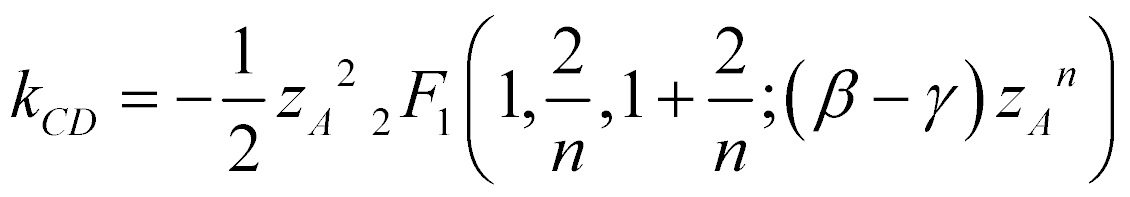 k_{CD} = -\frac{1}{2} z_A{}^2 {}_2F_1\left(1, \frac{2}{n}, 1 + \frac{2}{n}; (\beta - \gamma) z_A{}^n\right)